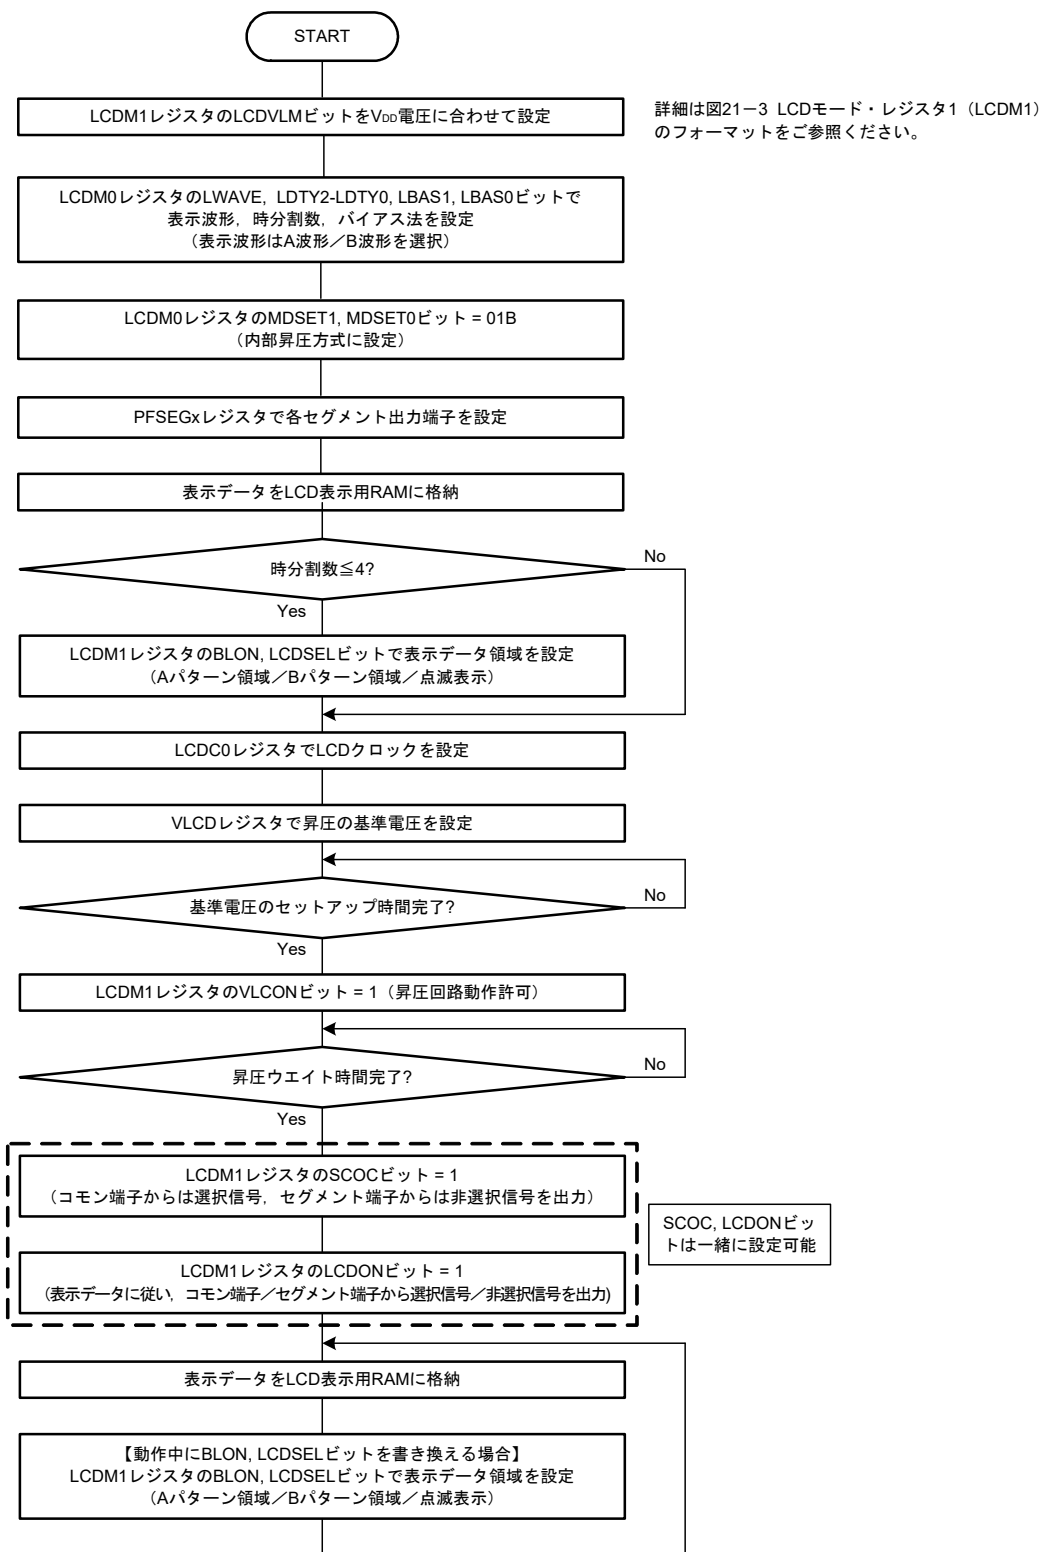 START
LCDM1レジスタのLCDVLMビットをVDD電圧に合わせて設定
詳細は図21－3 LCDモード・レジスタ1（LCDM1）
のフォーマットをご参照ください。
LCDM0レジスタのLWAVE, LDTY2-LDTY0, LBAS1, LBAS0ビットで
表示波形，時分割数，バイアス法を設定
（表示波形はA波形／B波形を選択）
LCDM0レジスタのMDSET1, MDSET0ビット = 01B
（内部昇圧方式に設定）
PFSEGxレジスタで各セグメント出力端子を設定
表示データをLCD表示用RAMに格納
時分割数≦4?
No
Yes
LCDM1レジスタのBLON, LCDSELビットで表示データ領域を設定
（Aパターン領域／Bパターン領域／点滅表示）
LCDC0レジスタでLCDクロックを設定
VLCDレジスタで昇圧の基準電圧を設定
基準電圧のセットアップ時間完了?
No
Yes
LCDM1レジスタのVLCONビット = 1（昇圧回路動作許可）
昇圧ウエイト時間完了?
No
Yes
LCDM1レジスタのSCOCビット = 1
（コモン端子からは選択信号，セグメント端子からは非選択信号を出力）
SCOC, LCDONビッ
トは一緒に設定可能
LCDM1レジスタのLCDONビット = 1
(表示データに従い，コモン端子／セグメント端子から選択信号／非選択信号を出力)
表示データをLCD表示用RAMに格納
【動作中にBLON, LCDSELビットを書き換える場合】
LCDM1レジスタのBLON, LCDSELビットで表示データ領域を設定
（Aパターン領域／Bパターン領域／点滅表示）